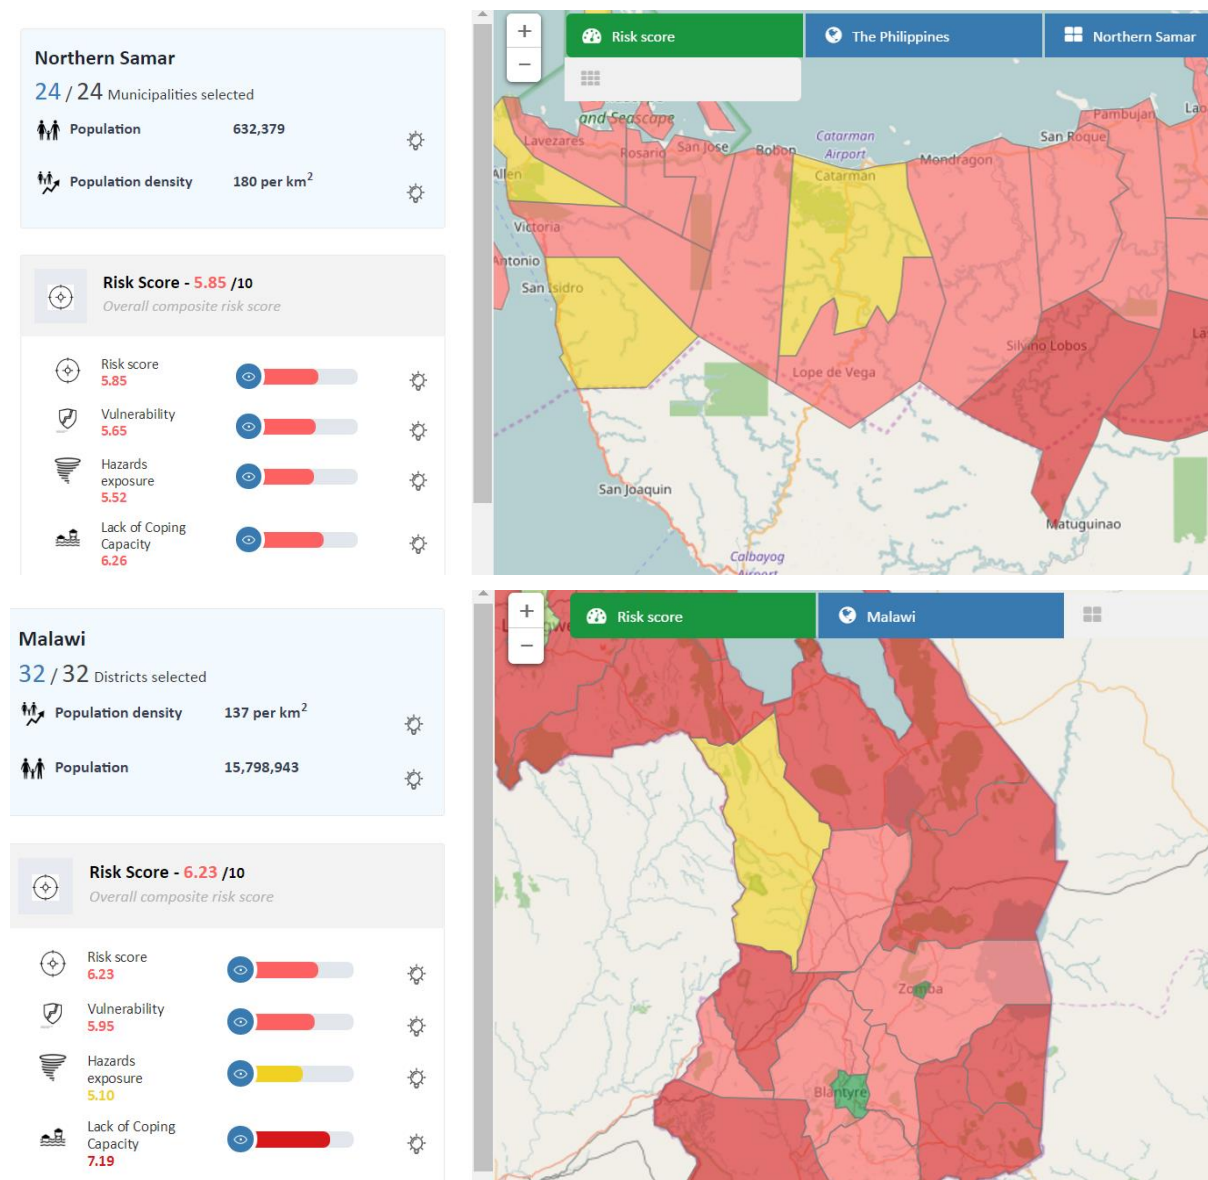 Northern Samar
24 / 24 Municipalities selected
Population 632,379
Population density 180 per km²
Risk Score - 5.85 /10
Overall composite risk score
Risk score
5.85
Vulnerability
5.65
Hazards
exposure
5.52
Lack of Coping
Capacity
6.26
+
−
Risk score
The Philippines
Northern Samar
and Seascape
Lavezares
Rosario
San Jose
Bobon
Catarman
Airport
Catarman
Mondragon
San Roque
Pambujan
Lao
Allen
Victoria
Antonio
San Isidro
Silvino Lobos
La
Lope de Vega
San Joaquin
Matuguinao
Calbayog
Airport
Malawi
32 / 32 Districts selected
Population density 137 per km²
Population 15,798,943
Risk Score - 6.23 /10
Overall composite risk score
Risk score
6.23
Vulnerability
5.95
Hazards
exposure
5.10
Lack of Coping
Capacity
7.19
+
−
Risk score
Malawi
Zomba
Blantyre